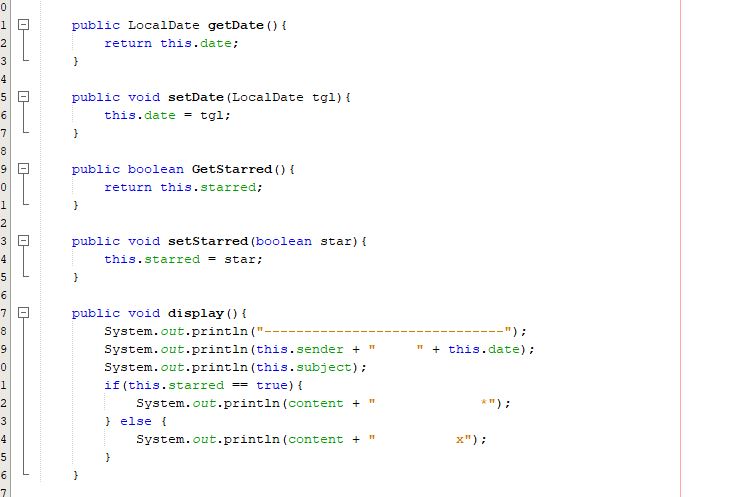 0
1 public LocalDate getDate(){
2 return this.date;
3 }
4
5 public void setDate(LocalDate tgl){
6 this.date = tgl;
7 }
8
9 public boolean GetStarred(){
0 return this.starred;
1 }
2
3 public void setStarred(boolean star){
4 this.starred = star;
5 }
6
7 public void display(){
8 System.out.println("------------------------------");
9 System.out.println(this.sender + "     " + this.date);
0 System.out.println(this.subject);
1 if(this.starred == true){
2 System.out.println(content + "             *");
3 } else {
4 System.out.println(content + "          x");
5 }
6 }
7